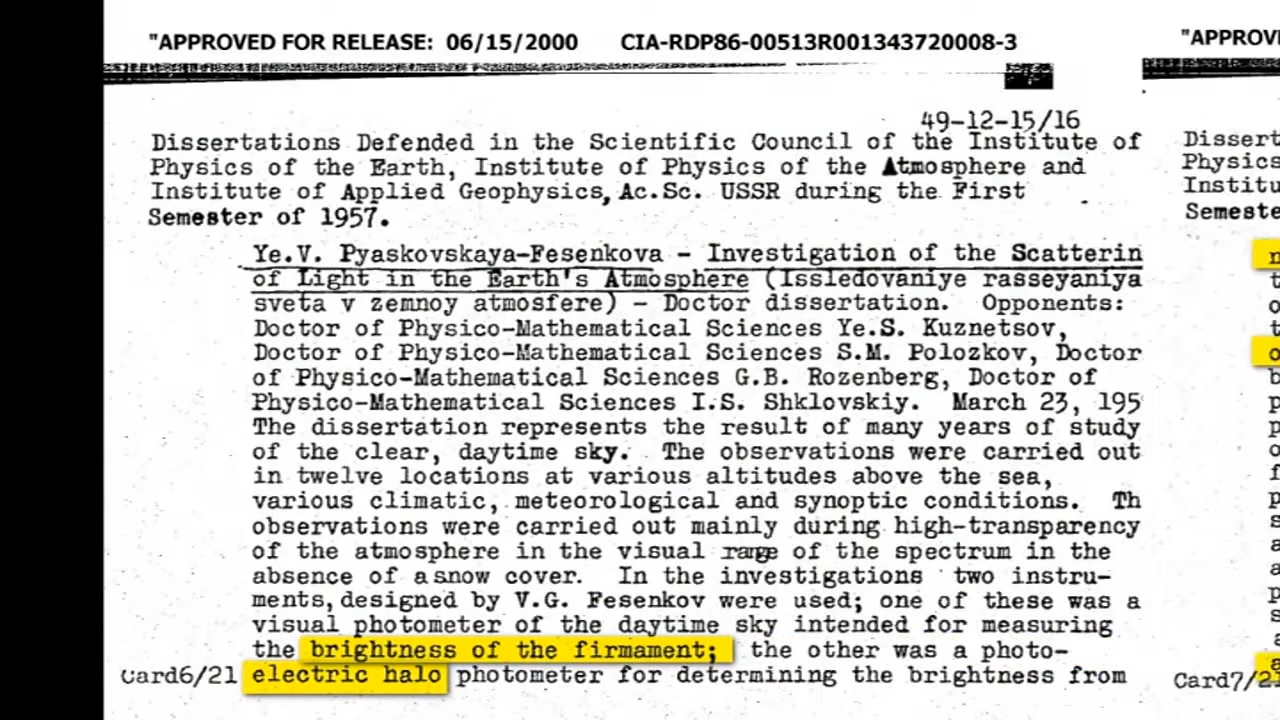 "APPROVED FOR RELEASE: 06/15/2000 CIA-RDP86-00513R001343720008-3
"APPROV
49-12-15/16
Dissertations Defended in the Scientific Council of the Institute of
Physics of the Earth, Institute of Physics of the Atmosphere and
Institute of Applied Geophysics, Ac.Sc. USSR during the First
Semester of 1957.
Ye.V. Pyaskovskaya-Fesenkova - Investigation of the Scatterin
of Light in the Earth's Atmosphere (Issledovaniye rasseyaniya
sveta v zemnoy atmosfere) - Doctor dissertation. Opponents:
Doctor of Physico-Mathematical Sciences Ye.S. Kuznetsov,
Doctor of Physico-Mathematical Sciences S.M. Polozkov, Doctor
of Physico-Mathematical Sciences G.B. Rozenberg, Doctor of
Physico-Mathematical Sciences I.S. Shklovskiy. March 23, 195
The dissertation represents the result of many years of study
of the clear, daytime sky. The observations were carried out
in twelve locations at various altitudes above the sea,
various climatic, meteorological and synoptic conditions. Th
observations were carried out mainly during high-transparency
of the atmosphere in the visual range of the spectrum in the
absence of a snow cover. In the investigations two instru-
ments, designed by V.G. Fesenkov were used; one of these was a
visual photometer of the daytime sky intended for measuring
the brightness of the firmament; the other was a photo-
Card6/21 electric halo photometer for determining the brightness from
Dissert
Physics
Institu
Semeste
Card7/2